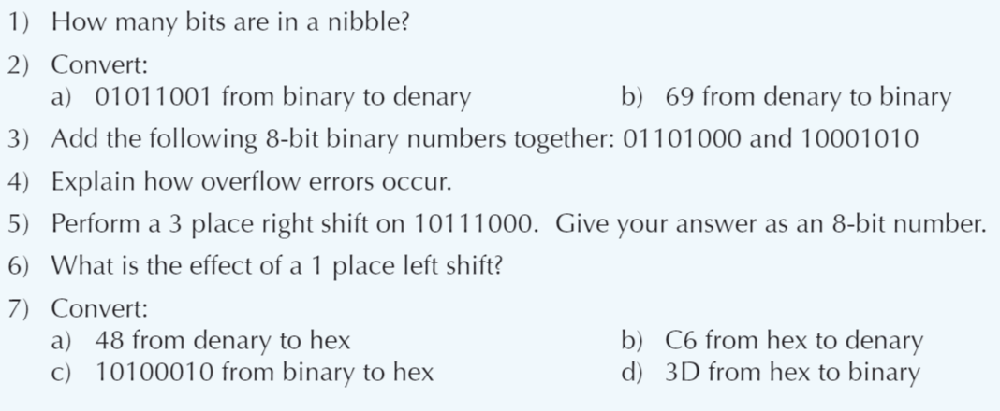 1) How many bits are in a nibble?
2) Convert:
a) 01011001 from binary to denary b) 69 from denary to binary
3) Add the following 8-bit binary numbers together: 01101000 and 10001010
4) Explain how overflow errors occur.
5) Perform a 3 place right shift on 10111000. Give your answer as an 8-bit number.
6) What is the effect of a 1 place left shift?
7) Convert:
a) 48 from denary to hex b) C6 from hex to denary
c) 10100010 from binary to hex d) 3D from hex to binary